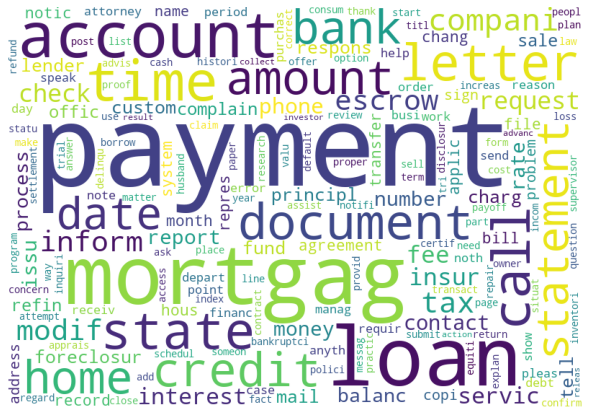 notic attorney name period compani peopl
refund account bank consum thank start titl plan
post list purchas correct chang respons sale law
lender advis cash histori collect offer option help letter
speak proof time amount order increas reason
check day offic custom complain phone escrow sign request
use result investor review busi work file
statu make claim payment form advanc loss
settlement trial answer borrow husband paper research valu default sell term proper tri disclosur cost
process delinqu system error year transfer applic send rate problem
note matter repres assist notifi principl payoff incom supervisor
date month document number charg part
issu inform report fund agreement certif need bill question
program concern inquiri way place ask provid noth owner
attempt depart line insur transact page repair
refin receiv access point index contract financ manag fee tax call statement
modif state hous mortgag loan contact situat inventori
apprais bankruptci requir submit action return
foreclosur schedul someon money anyth messag practic equiti show
address home add credit polici explan pleas tell
regard record close interest case fact mail balanc copi debt servic confirm releas